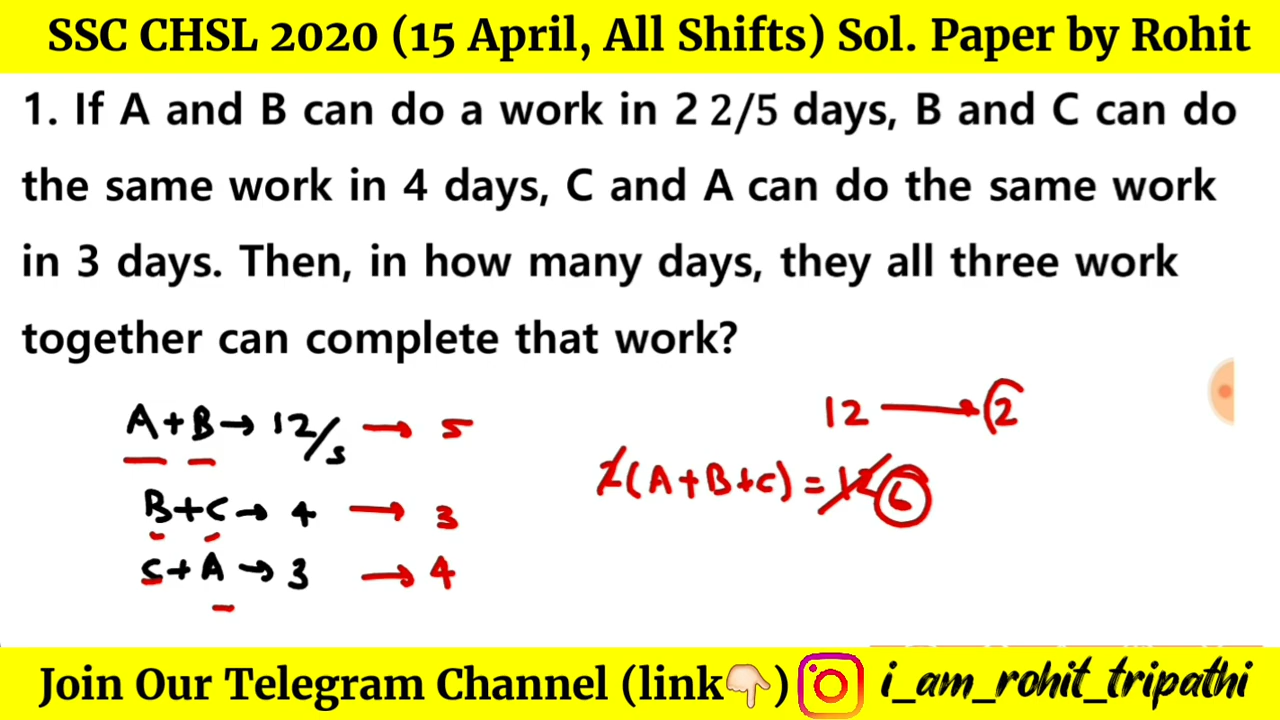 SSC CHSL 2020 (15 April, All Shifts) Sol. Paper by Rohit
1. If A and B can do a work in 2 2/5 days, B and C can do
the same work in 4 days, C and A can do the same work
in 3 days. Then, in how many days, they all three work
together can complete that work?
A+B→12/5 → 5
B+C→ 4 → 3
C+A→3 → 4
12 → 2
2(A+B+C)=12 6
Join Our Telegram Channel (link👇🏻) i_am_rohit_tripathi